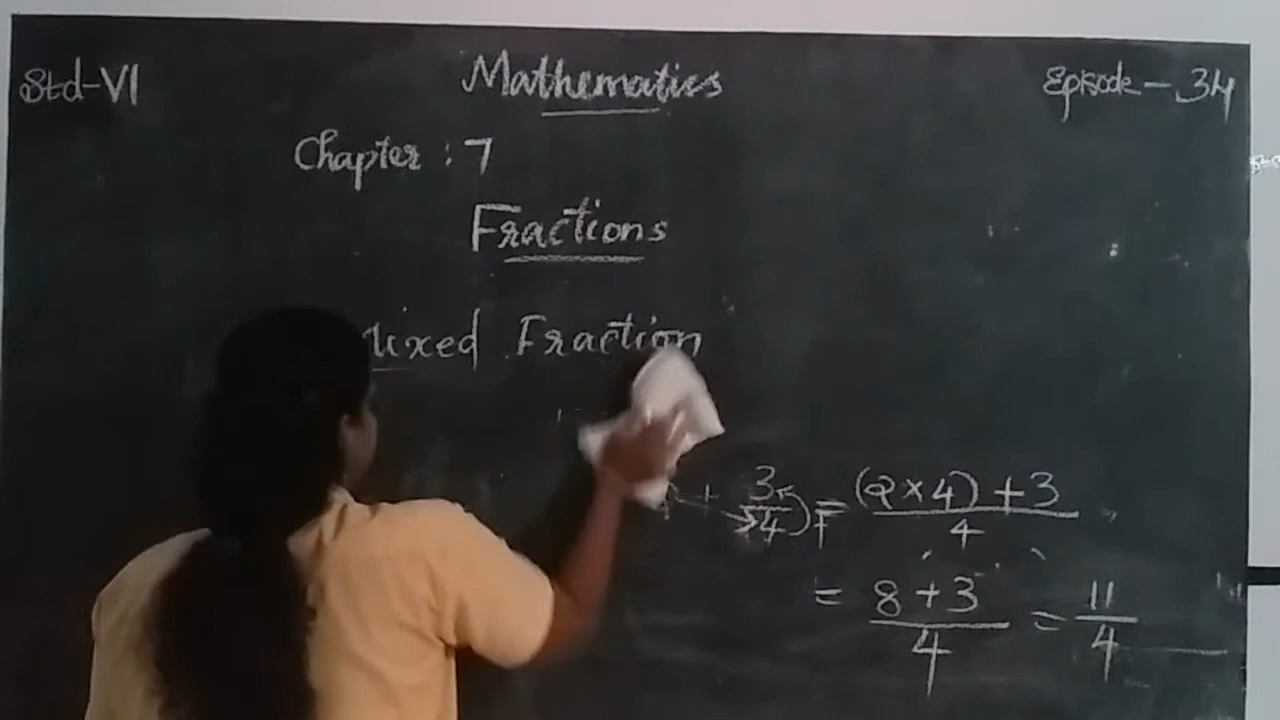 Std-VI
Mathematics
Episode-34
Chapter : 7
Fractions
Mixed Fraction
+ 3/4 = (2×4)+3/4
= 8+3/4 = 11/4